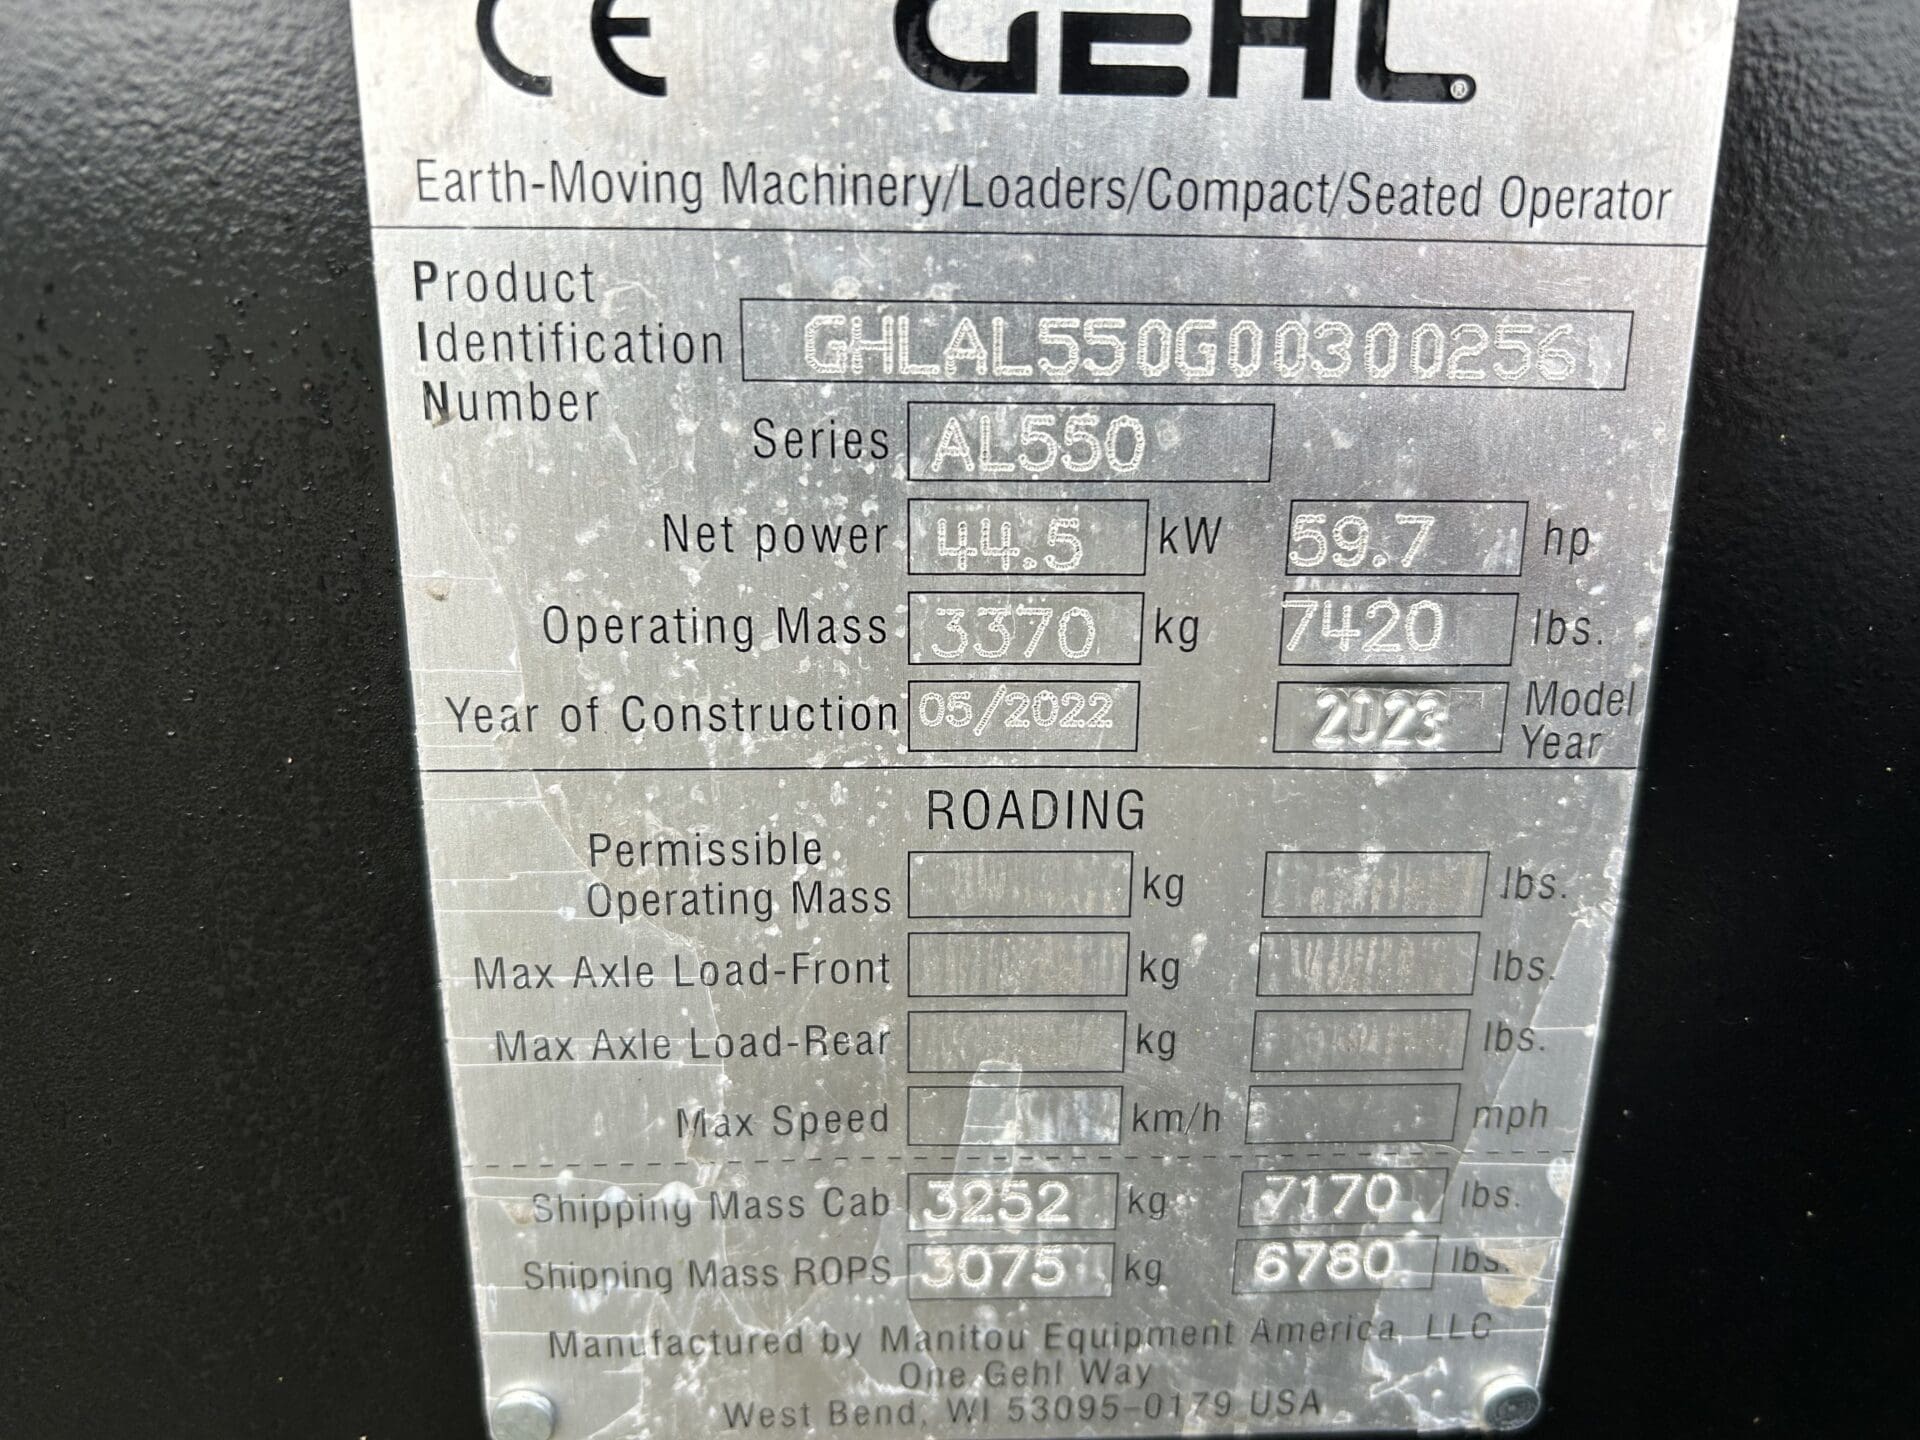 CE GEHL®
Earth-Moving Machinery/Loaders/Compact/Seated Operator
Product
Identification
Number
GHLAL550G00300256
Series AL550
Net power 44.5 kW 59.7 hp
Operating Mass 3370 kg 7420 lbs.
Year of Construction 05/2022 2023 Model Year
ROADING
Permissible
Operating Mass kg lbs.
Max Axle Load-Front kg lbs.
Max Axle Load-Rear kg lbs.
Max Speed km/h mph
Shipping Mass Cab 3252 kg 7170 lbs.
Shipping Mass ROPS 3075 kg 6780 lbs.
Manufactured by Manitou Equipment America, LLC
One Gehl Way
West Bend, WI 53095-0179 USA